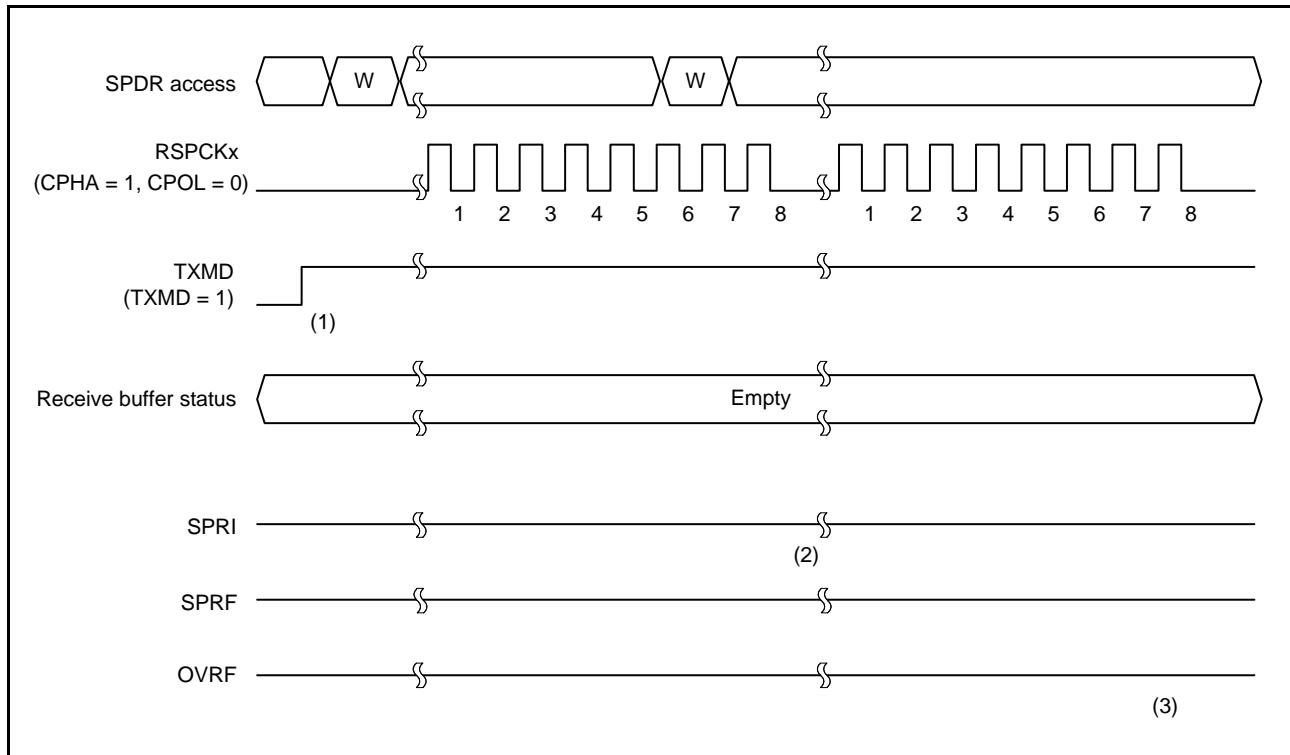 SPDR access
W
W
RSPCKx
(CPHA = 1, CPOL = 0)
1 2 3 4 5 6 7 8 1 2 3 4 5 6 7 8
TXMD
(TXMD = 1)
(1)
Receive buffer status
Empty
SPRI
(2)
SPRF
OVRF
(3)